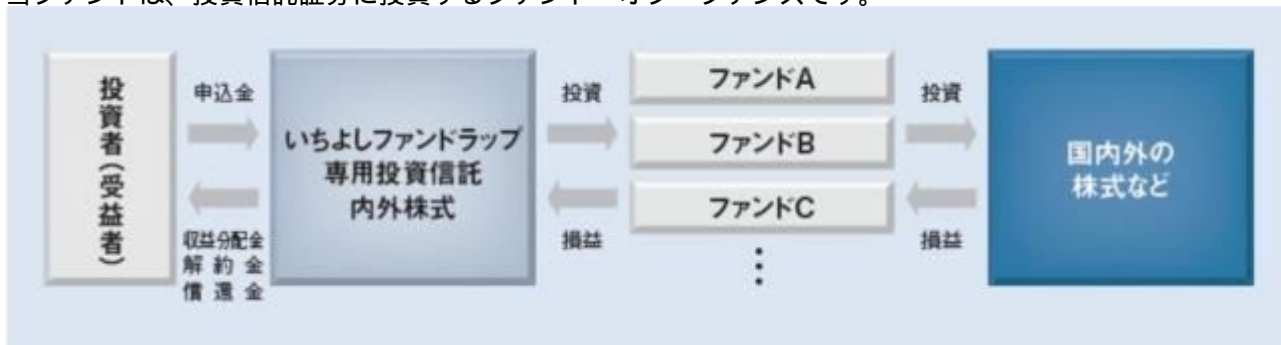 当ファンドは、投資信託証券に投資するファンド・オブ・ファンズです。
投資者(受益者)
申込金
収益分配金
解約金
償還金
いちよしファンドラップ
専用投資信託
内外株式
投資
損益
ファンドA
ファンドB
ファンドC
⋮
投資
損益
国内外の
株式など